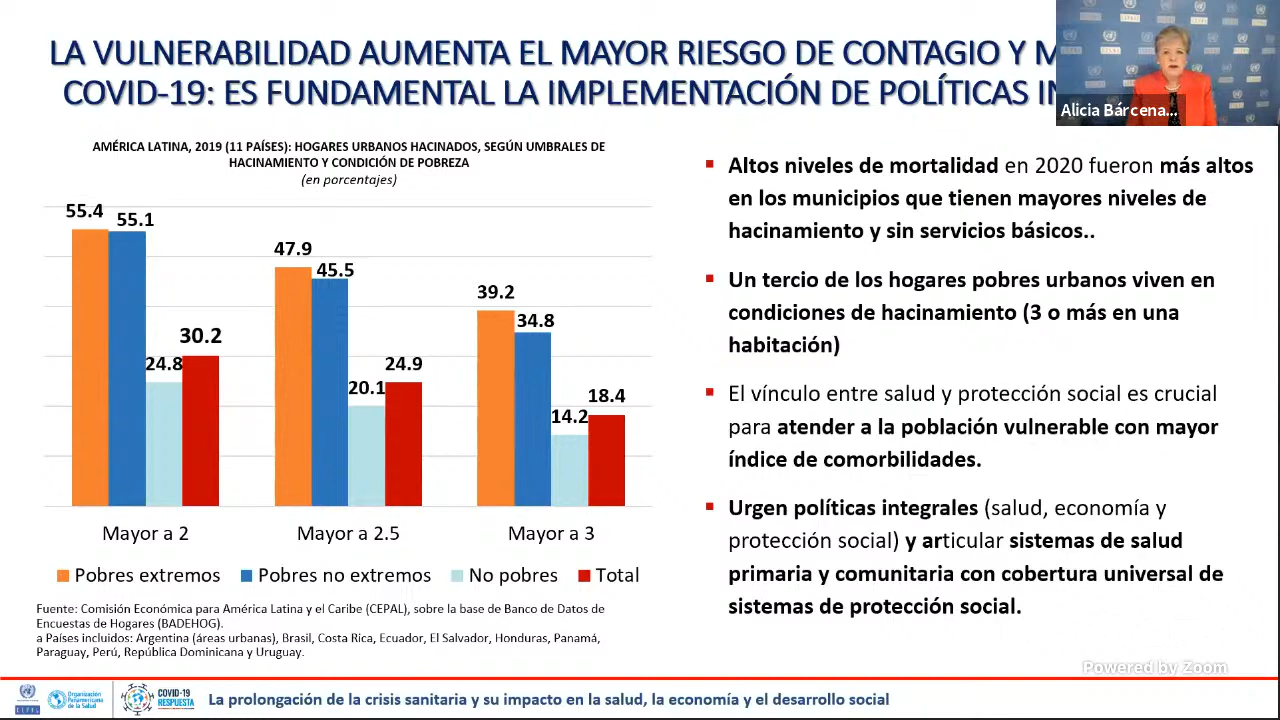 LA VULNERABILIDAD AUMENTA EL MAYOR RIESGO DE CONTAGIO Y
COVID-19: ES FUNDAMENTAL LA IMPLEMENTACIÓN DE POLÍTICAS
Alicia Bárcena...
AMÉRICA LATINA, 2019 (11 PAÍSES): HOGARES URBANOS HACINADOS, SEGÚN UMBRALES DE
HACINAMIENTO Y CONDICIÓN DE POBREZA
(en porcentajes)
55.4 55.1 24.8 30.2
47.9 45.5 20.1 24.9
39.2 34.8 14.2 18.4
Mayor a 2 Mayor a 2.5 Mayor a 3
Pobres extremos Pobres no extremos No pobres Total
Fuente: Comisión Económica para América Latina y el Caribe (CEPAL), sobre la base de Banco de Datos de
Encuestas de Hogares (BADEHOG).
a Países incluidos: Argentina (áreas urbanas), Brasil, Costa Rica, Ecuador, El Salvador, Honduras, Panamá,
Paraguay, Perú, República Dominicana y Uruguay.
Altos niveles de mortalidad en 2020 fueron más altos
en los municipios que tienen mayores niveles de
hacinamiento y sin servicios básicos..
Un tercio de los hogares pobres urbanos viven en
condiciones de hacinamiento (3 o más en una
habitación)
El vínculo entre salud y protección social es crucial
para atender a la población vulnerable con mayor
índice de comorbilidades.
Urgen políticas integrales (salud, economía y
protección social) y articular sistemas de salud
primaria y comunitaria con cobertura universal de
sistemas de protección social.
Powered by Zoom
Organización
Panamericana
de la Salud
COVID-19
RESPUESTA
La prolongación de la crisis sanitaria y su impacto en la salud, la economía y el desarrollo social